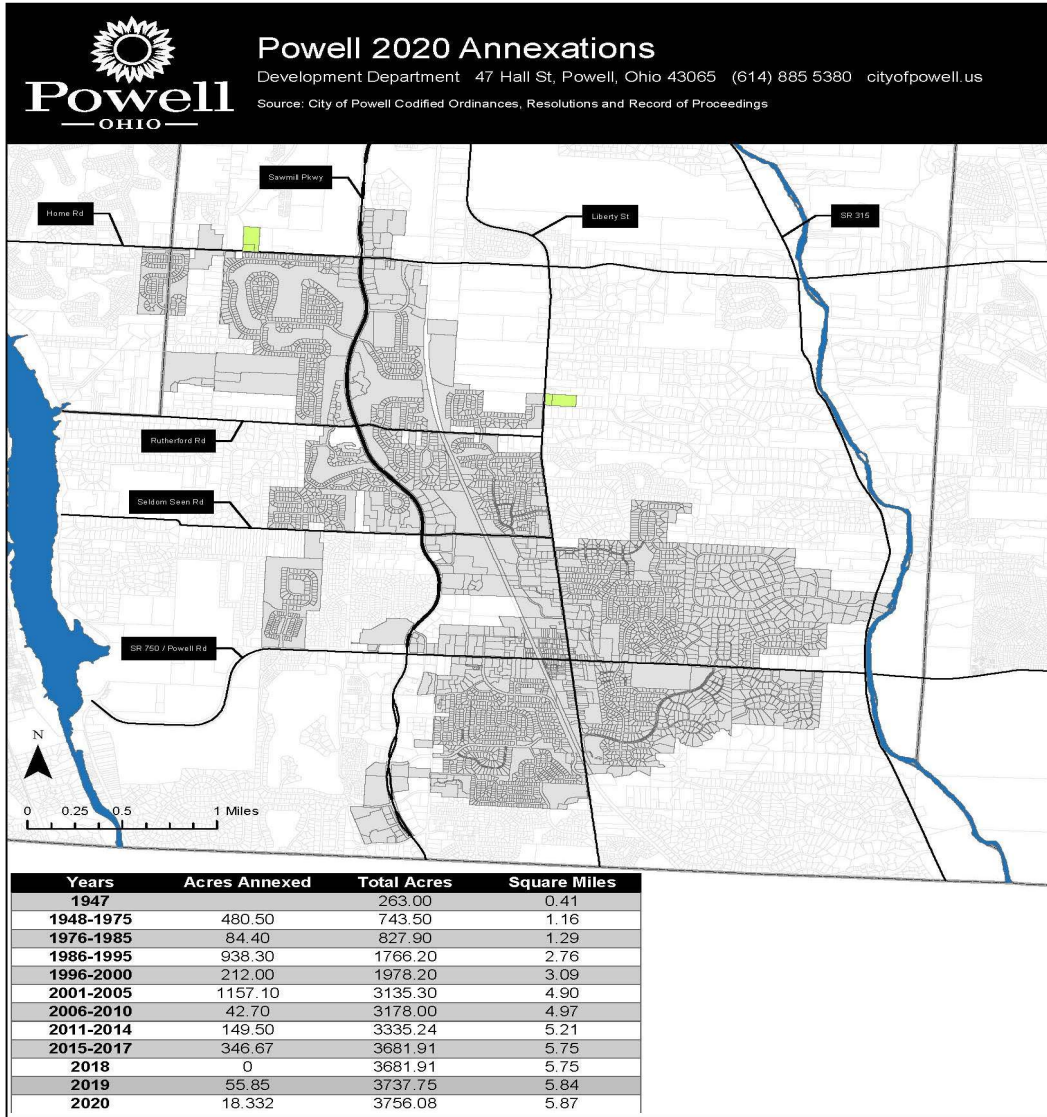 Powell
OHIO
Powell 2020 Annexations
Development Department 47 Hall St, Powell, Ohio 43065 (614) 885 5380 cityofpowell.us
Source: City of Powell Codified Ordinances, Resolutions and Record of Proceedings
Sawmill Pkwy
Home Rd
Liberty St
SR 315
Rutherford Rd
Seldom Seen Rd
SR 750 / Powell Rd
N
0 0.25 0.5 1 Miles
Years Acres Annexed Total Acres Square Miles
1947 263.00 0.41
1948-1975 480.50 743.50 1.16
1976-1985 84.40 827.90 1.29
1986-1995 938.30 1766.20 2.76
1996-2000 212.00 1978.20 3.09
2001-2005 1157.10 3135.30 4.90
2006-2010 42.70 3178.00 4.97
2011-2014 149.50 3335.24 5.21
2015-2017 346.67 3681.91 5.75
2018 0 3681.91 5.75
2019 55.85 3737.75 5.84
2020 18.332 3756.08 5.87